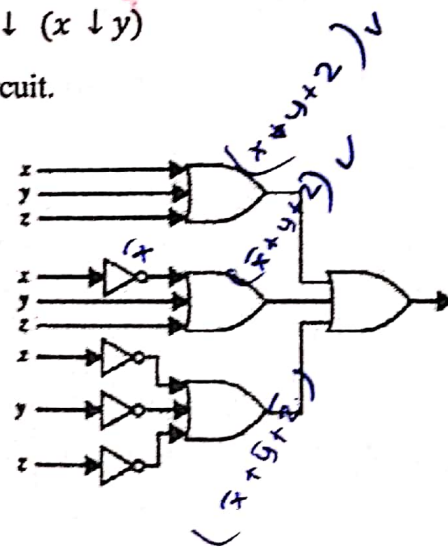 ↓ (x ↓ y)
cuit.
(x + y + z)
x
y
z
x̄
(x̄ + y + z)
x
y
z
z
y
z
(x̄ + ȳ + z̄)